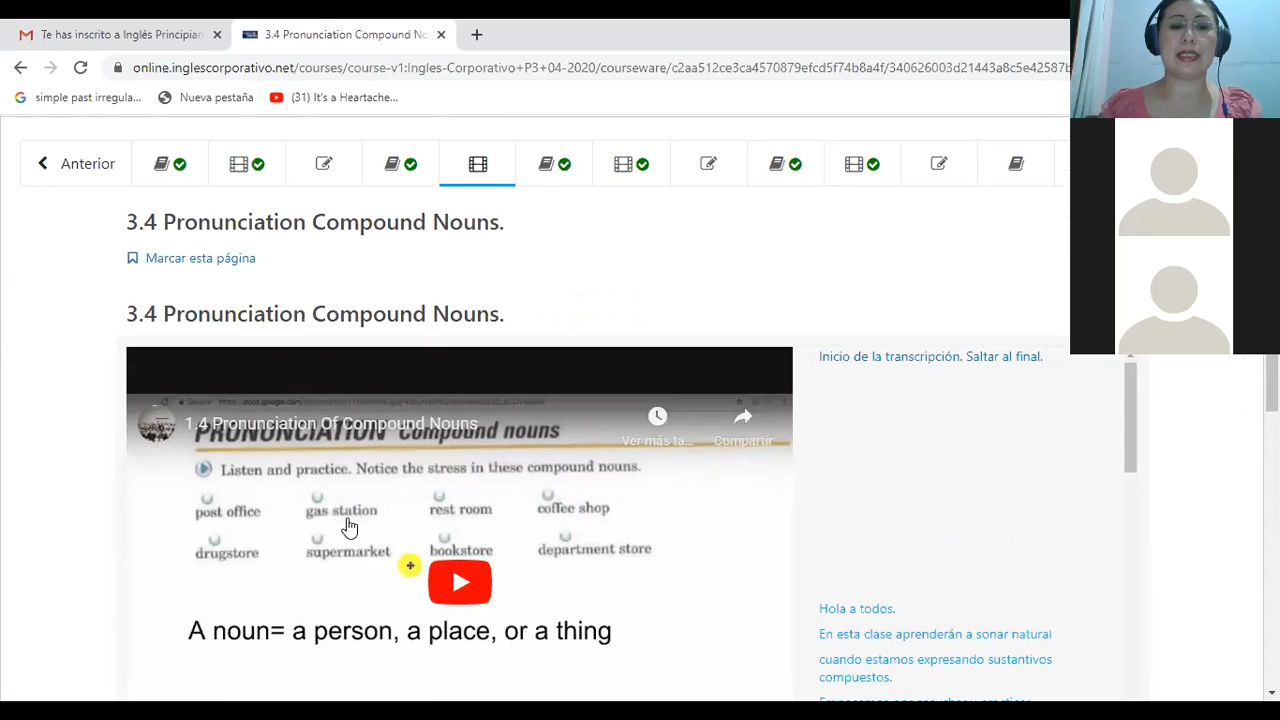 Te has inscrito a Inglés Principian
3.4 Pronunciation Compound No
online.inglescorporativo.net/courses/course-v1:Ingles-Corporativo+P3+04-2020/courseware/c2aa512ce3ca4570879efcd5f74b8a4f/340626003d21443a8c5e42587b
simple past irregula...
Nueva pestaña
(31) It's a Heartache...
Anterior
3.4 Pronunciation Compound Nouns.
Marcar esta página
3.4 Pronunciation Compound Nouns.
Inicio de la transcripción. Saltar al final.
1.4 Pronunciation Of Compound Nouns
PRONUNCIATION Compound nouns
Ver más ta...
Compartir
Listen and practice. Notice the stress in these compound nouns.
post office gas station rest room coffee shop
drugstore supermarket bookstore department store
A noun= a person, a place, or a thing
Hola a todos.
En esta clase aprenderán a sonar natural
cuando estamos expresando sustantivos
compuestos.